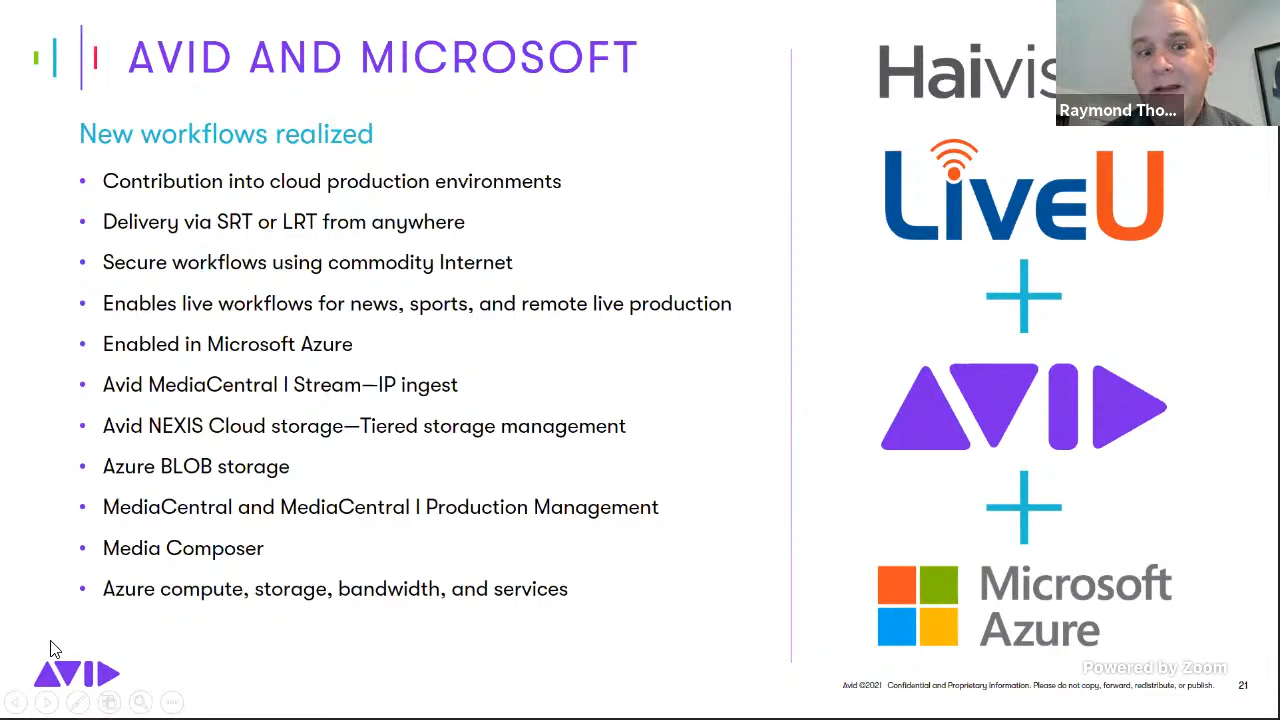 AVID AND MICROSOFT
New workflows realized
• Contribution into cloud production environments
• Delivery via SRT or LRT from anywhere
• Secure workflows using commodity Internet
• Enables live workflows for news, sports, and remote live production
• Enabled in Microsoft Azure
• Avid MediaCentral | Stream—IP ingest
• Avid NEXIS Cloud storage—Tiered storage management
• Azure BLOB storage
• MediaCentral and MediaCentral | Production Management
• Media Composer
• Azure compute, storage, bandwidth, and services
Haivis
Raymond Tho...
LiveU
+
AVID
+
Microsoft
Azure
Powered by Zoom
AVID
Avid ©2021 Confidential and Proprietary Information. Please do not copy, forward, redistribute, or publish.
21